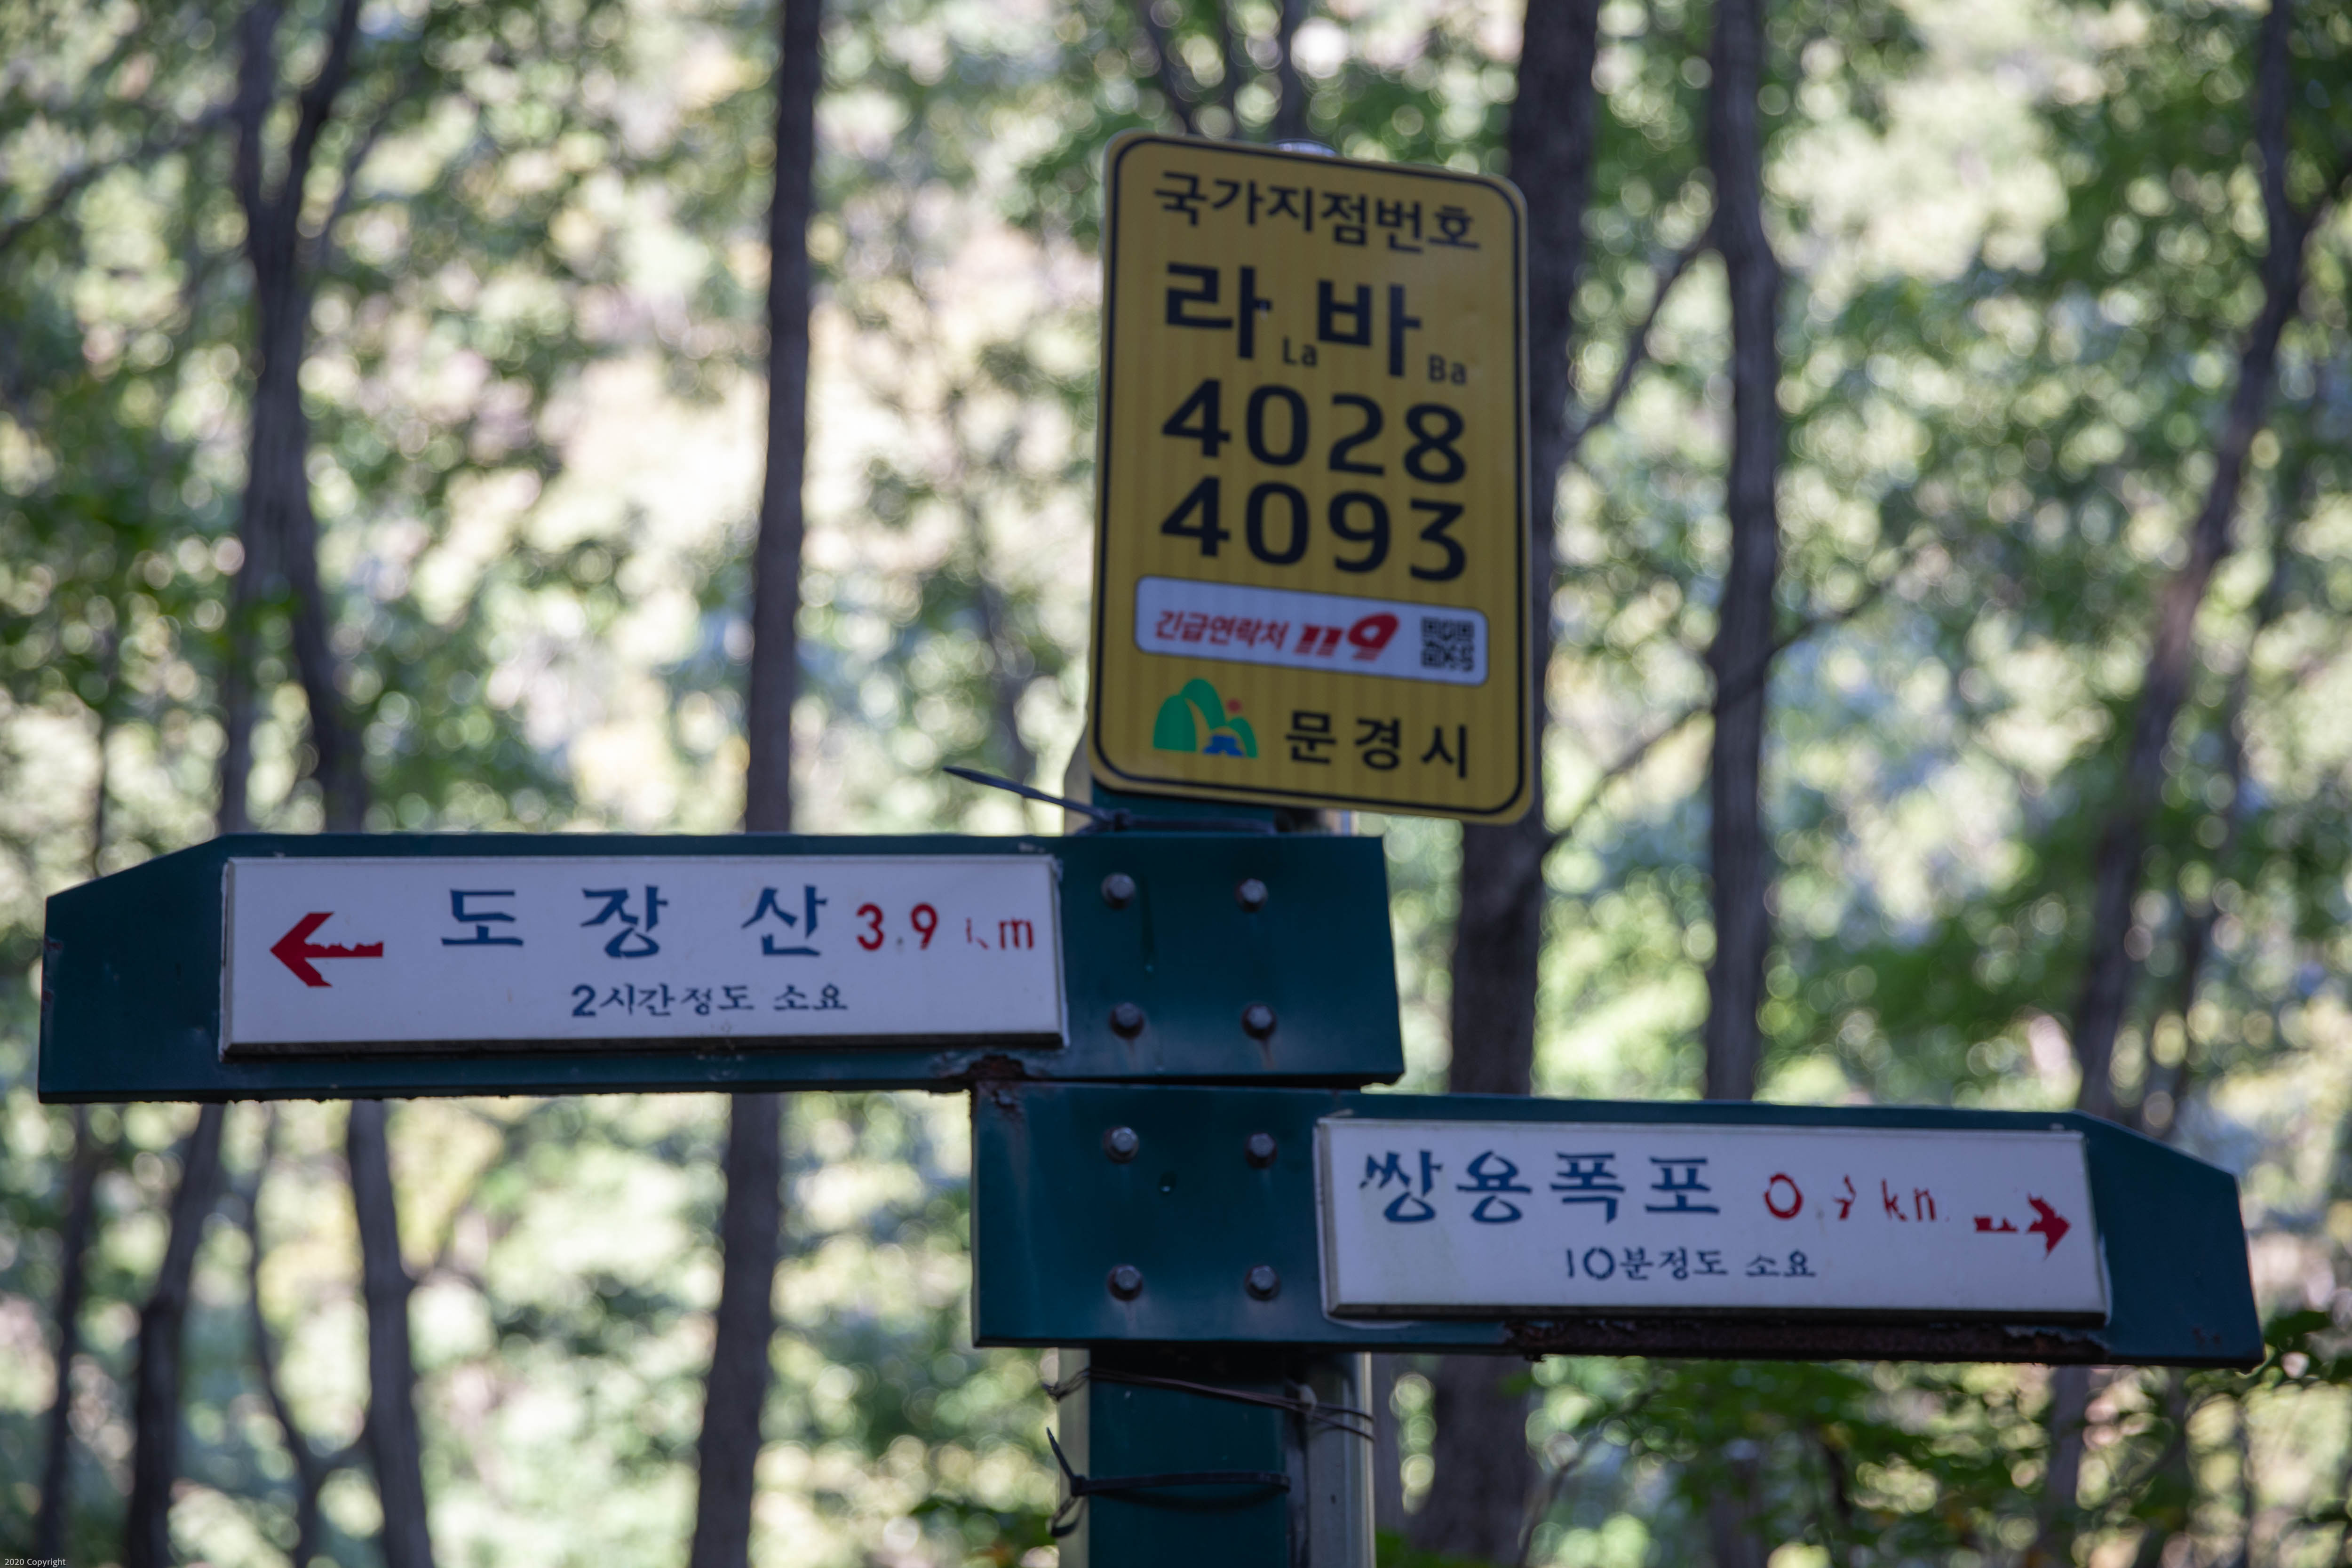 국가지점번호
라 La 바 Ba
4028
4093
긴급연락처 119
문경시
도장산 3.9 km
2시간정도 소요
쌍용폭포
10분정도 소요
2020 Copyright